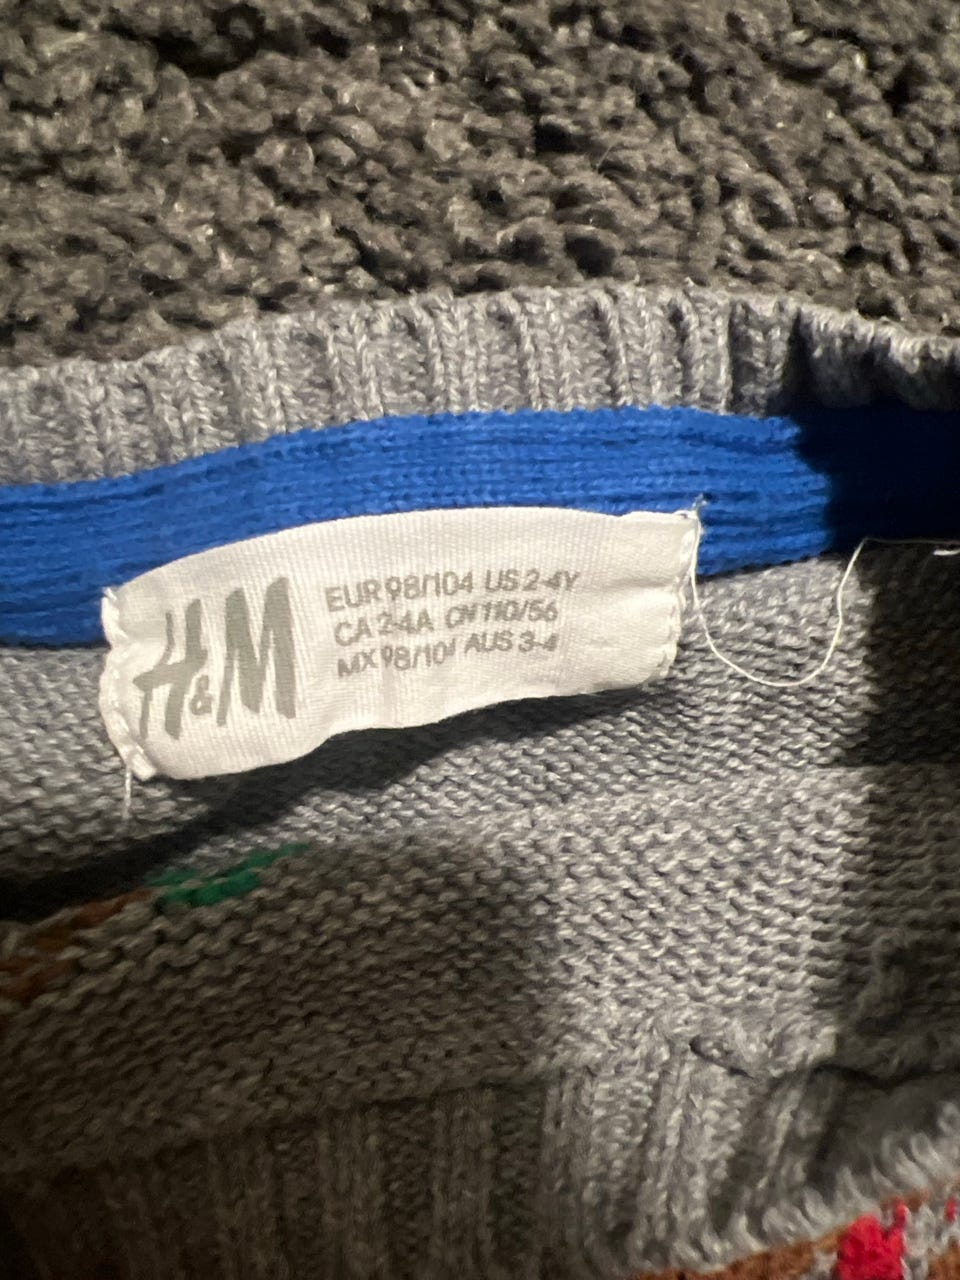 H&M
EUR 98/104 US 2-4Y
CA 2-4A CN 110/56
MX 98/104 AUS 3-4